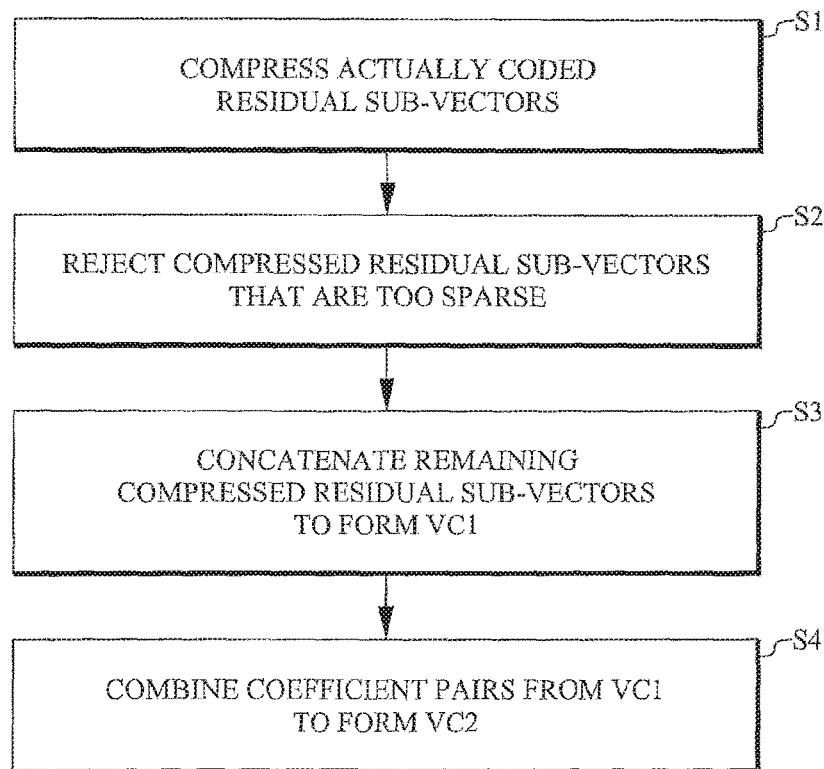 S1
COMPRESS ACTUALLY CODED
RESIDUAL SUB-VECTORS
S2
REJECT COMPRESSED RESIDUAL SUB-VECTORS
THAT ARE TOO SPARSE
S3
CONCATENATE REMAINING
COMPRESSED RESIDUAL SUB-VECTORS
TO FORM VC1
S4
COMBINE COEFFICIENT PAIRS FROM VC1
TO FORM VC2